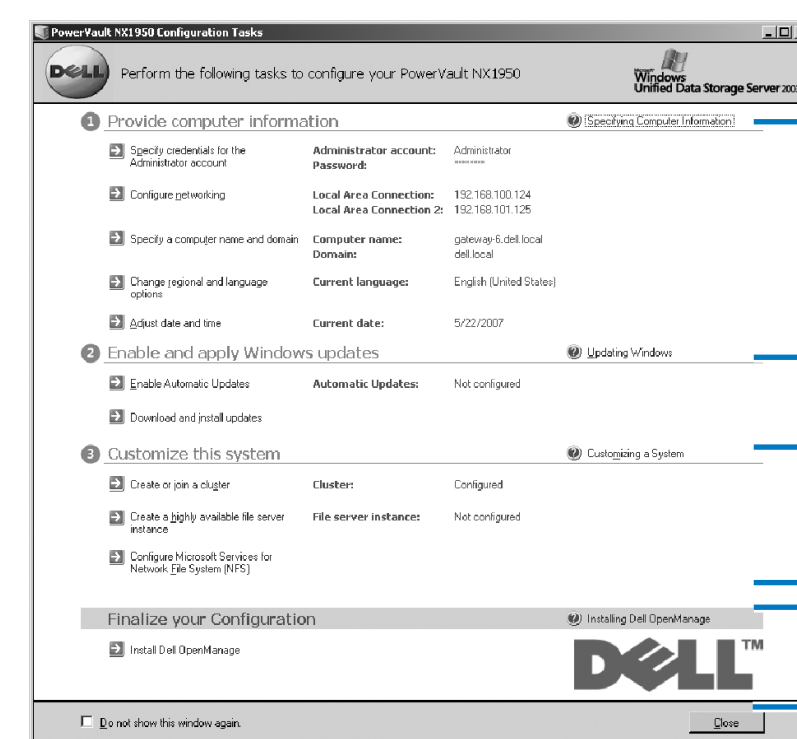 PowerVault NX1950 Configuration Tasks
DELL
Perform the following tasks to configure your PowerVault NX1950
Microsoft
Windows
Unified Data Storage Server 2003
1 Provide computer information
Specifying Computer Information
Specify credentials for the
Administrator account
Administrator account: Administrator
Password: ********
Configure networking
Local Area Connection: 192.168.100.124
Local Area Connection 2: 192.168.101.125
Specify a computer name and domain
Computer name: gateway-6.dell.local
Domain: dell.local
Change regional and language
options
Current language: English (United States)
Adjust date and time
Current date: 5/22/2007
2 Enable and apply Windows updates
Updating Windows
Enable Automatic Updates
Automatic Updates: Not configured
Download and install updates
3 Customize this system
Customizing a System
Create or join a cluster
Cluster: Configured
Create a highly available file server
instance
File server instance: Not configured
Configure Microsoft Services for
Network File System (NFS)
Finalize your Configuration
Installing Dell OpenManage
Install Dell OpenManage
DELL™
Do not show this window again.
Close